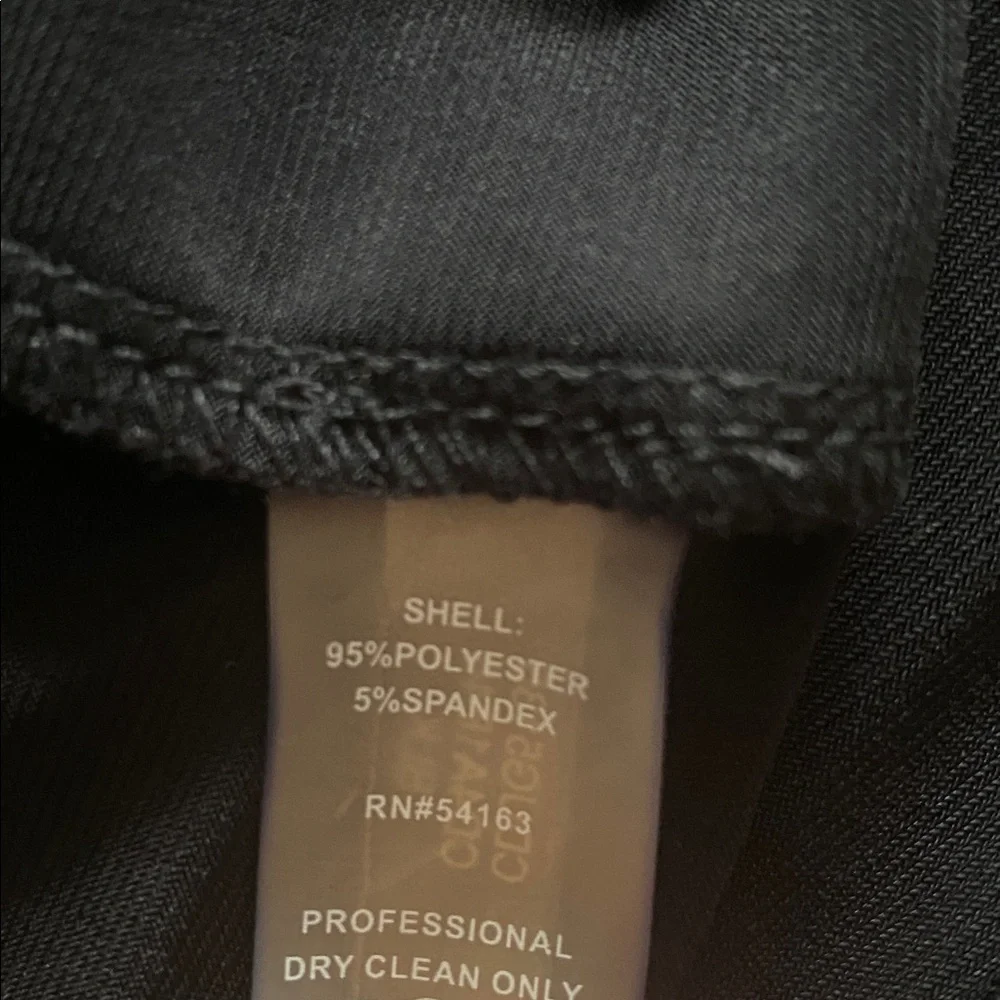 SHELL:
95%POLYESTER
5%SPANDEX
RN#54163
PROFESSIONAL
DRY CLEAN ONLY